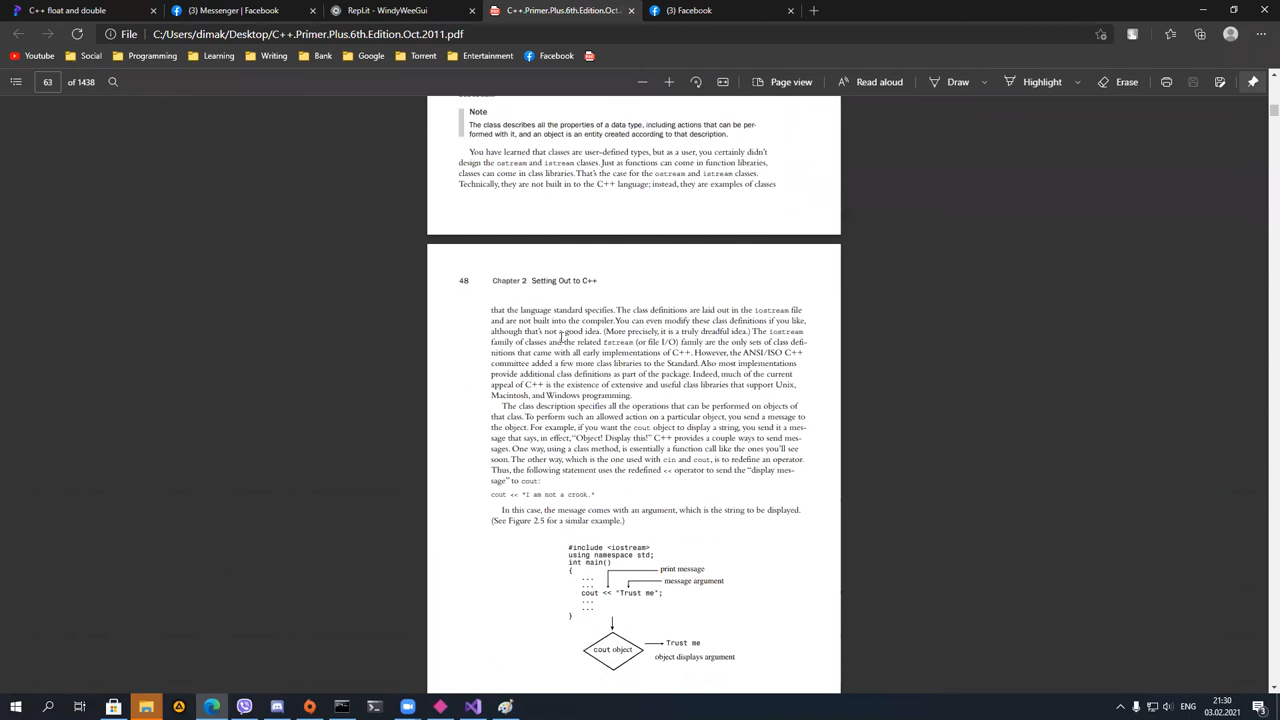 C++ float and double
(3) Messenger | Facebook
Replit - WindyWeeGui
C++.Primer.Plus.6th.Edition.Oct
(3) Facebook
File
C:/Users/dimak/Desktop/C++.Primer.Plus.6th.Edition.Oct.2011.pdf
Youtube
Social
Programming
Torrent
Entertainment
Facebook
63
of 1438
Page view
Read aloud
Draw
Highlight
Erase
Note
The class describes all the properties of a data type, including actions that can be per-
formed with it, and an object is an entity created according to that description.
You have learned that classes are user-defined types, but as a user, you certainly didn't
design the ostream and istream classes. Just as functions can come in function libraries,
classes can come in class libraries. That's the case for the ostream and istream classes.
Technically, they are not built in to the C++ language; instead, they are examples of classes
48 Chapter 2 Setting Out to C++
that the language standard specifies. The class definitions are laid out in the iostream file
and are not built into the compiler. You can even modify these class definitions if you like,
although that's not a good idea. (More precisely, it is a truly dreadful idea.) The iostream
family of classes and the related fstream (or file I/O) family are the only sets of class defi-
nitions that came with all early implementations of C++. However, the ANSI/ISO C++
committee added a few more class libraries to the Standard. Also most implementations
provide additional class definitions as part of the package. Indeed, much of the current
appeal of C++ is the existence of extensive and useful class libraries that support Unix,
Macintosh, and Windows programming.
The class description specifies all the operations that can be performed on objects of
that class. To perform such an allowed action on a particular object, you send a message to
the object. For example, if you want the cout object to display a string, you send it a mes-
sage that says, in effect, "Object! Display this!" C++ provides a couple ways to send mes-
sages. One way, using a class method, is essentially a function call like the ones you'll see
soon. The other way, which is the one used with cin and cout, is to redefine an operator.
Thus, the following statement uses the redefined << operator to send the "display mes-
sage" to cout:
cout << "I am not a crook."
In this case, the message comes with an argument, which is the string to be displayed.
(See Figure 2.5 for a similar example.)
#include <iostream>
using namespace std;
int main()
{
...
...
cout << "Trust me";
...
...
}
print message
message argument
cout object
Trust me
object displays argument
21:30
03.02.2021